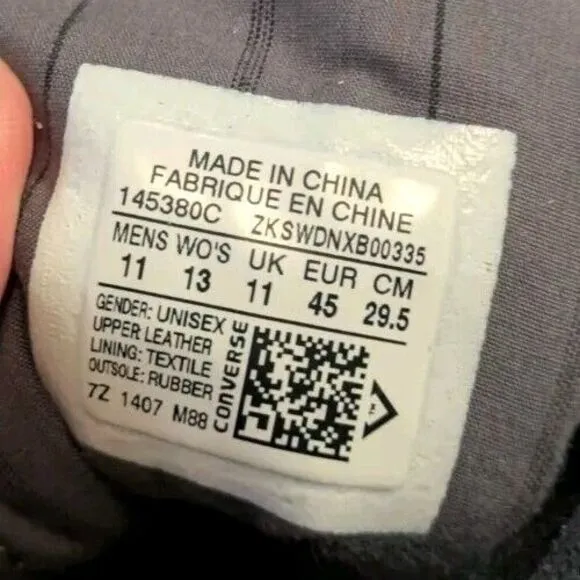 MADE IN CHINA
FABRIQUE EN CHINE
145380C ZKSWDNXB00335
MENS WO'S UK EUR CM
11 13 11 45 29.5
GENDER: UNISEX
UPPER LEATHER
LINING: TEXTILE
OUTSOLE: RUBBER
7Z 1407 M88
CONVERSE